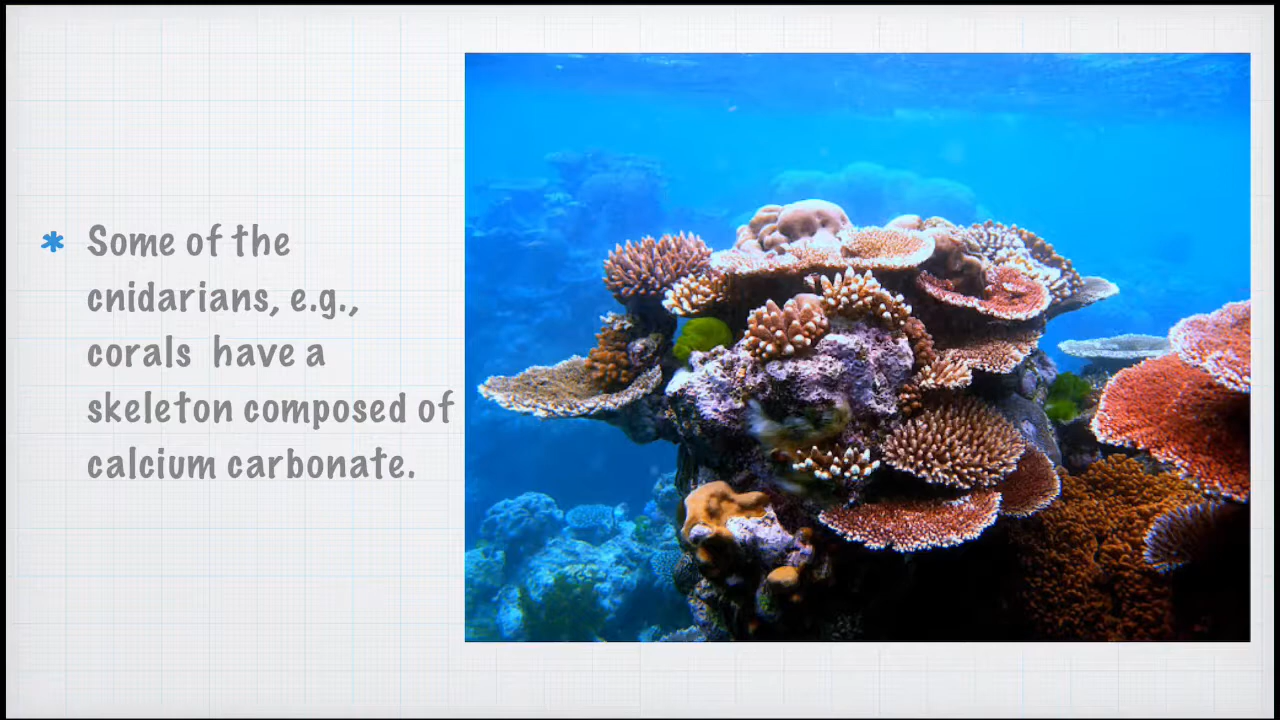 * Some of the
cnidarians, e.g.,
corals  have a
skeleton composed of
calcium carbonate.